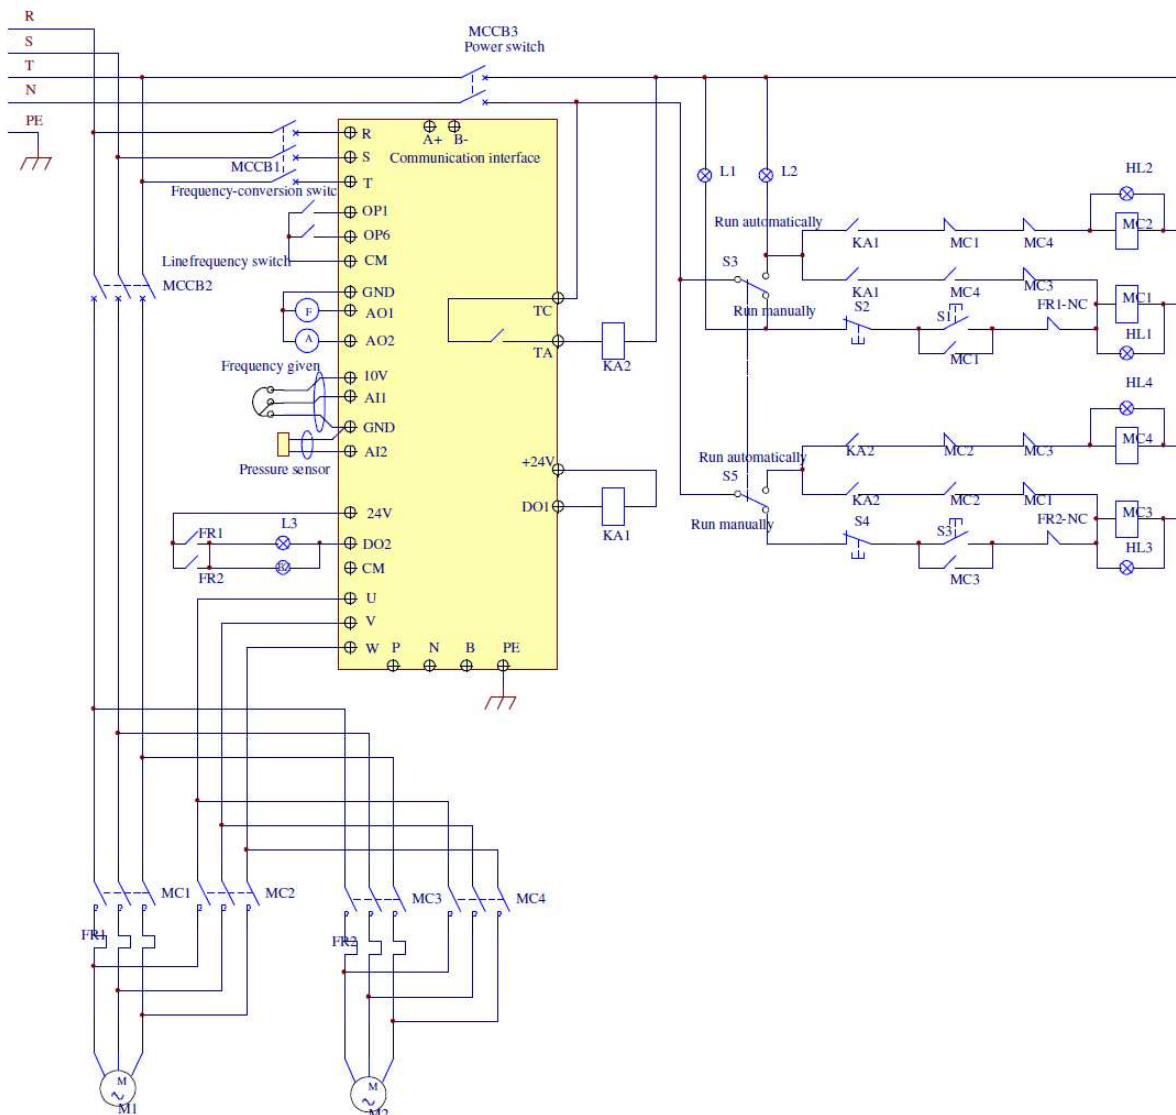 R
S
T
N
PE
MCCB3
Power switch
A+ B-
Communication interface
R
S
T
MCCB1
Frequency-conversion switc
OP1
OP6
CM
Linefrequency switch
MCCB2
GND
AO1
F
AO2
A
Frequency given
10V
AI1
GND
AI2
Pressure sensor
TC
TA
KA2
+24V
DO1
KA1
24V
FR1
L3
DO2
FR2
CM
U
V
W
P N B PE
L1
L2
HL2
Run automatically
KA1
MC1
MC4
MC2
S3
KA1
MC4
MC3
MC1
Run manually
S2
S1
FR1-NC
MC1
HL1
HL4
Run automatically
KA2
MC2
MC3
MC4
S5
KA2
MC2
MC1
MC3
Run manually
S4
S3
FR2-NC
MC3
HL3
MC1
MC2
MC3
MC4
FR1
FR2
M
M1
M
M2